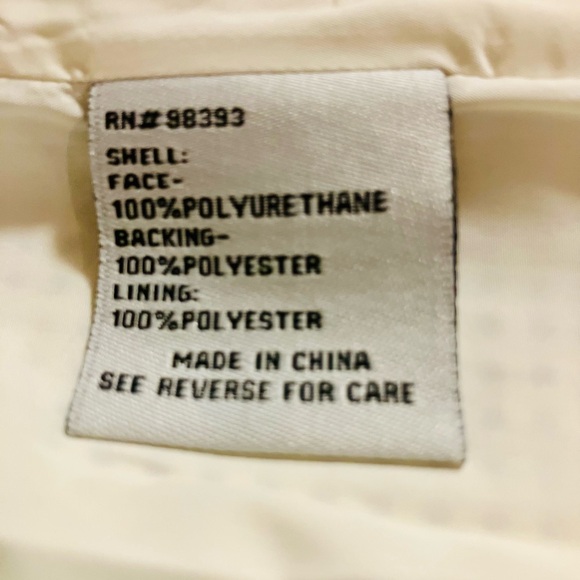 RN#98393
SHELL:
FACE-
100%POLYURETHANE
BACKING-
100%POLYESTER
LINING:
100%POLYESTER
MADE IN CHINA
SEE REVERSE FOR CARE